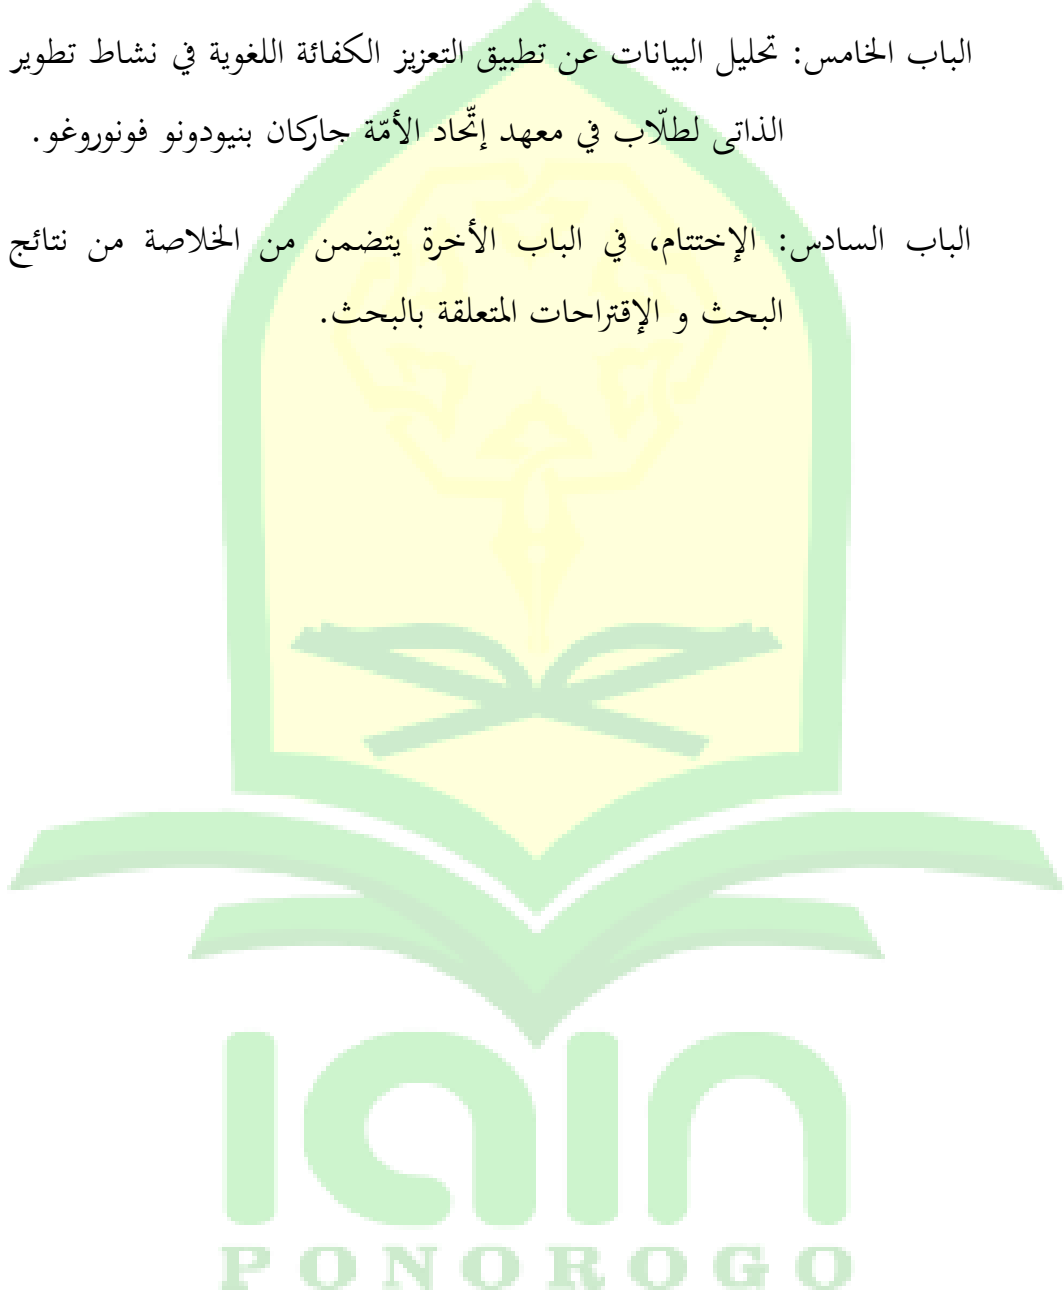 الباب الخامس: تحليل البيانات عن تطبيق التعزيز الكفائة اللغوية في نشاط تطوير
الذاتى لطلّاب في معهد إتّحاد الأمّة جاركان بنيودونو فونوروغو.
الباب السادس: الإختتام، في الباب الأخرة يتضمن من الخلاصة من نتائج
البحث و الإقتراحات المتعلقة بالبحث.
iain
PONOROGO